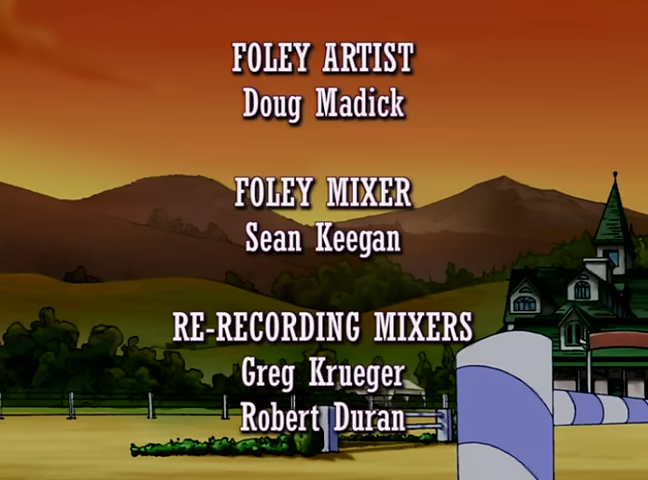 FOLEY ARTIST
Doug Madick
FOLEY MIXER
Sean Keegan
RE-RECORDING MIXERS
Greg Krueger
Robert Duran